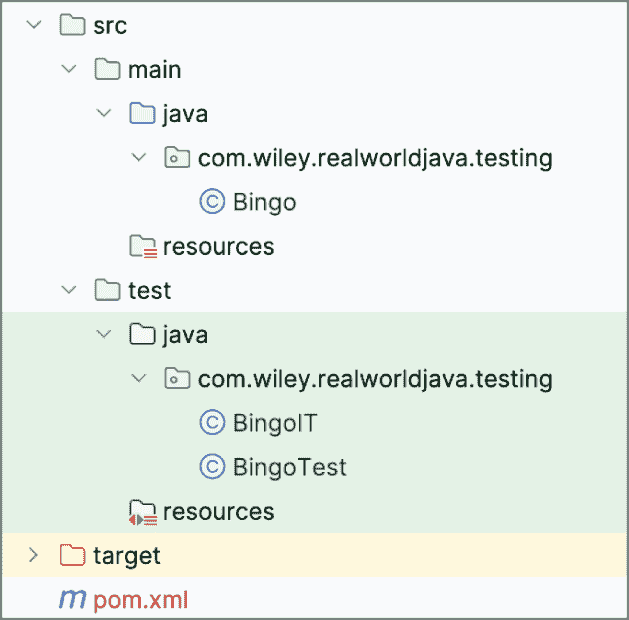 src
main
java
com.wiley.realworldjava.testing
Bingo
resources
test
java
com.wiley.realworldjava.testing
BingoIT
BingoTest
resources
target
m pom.xml